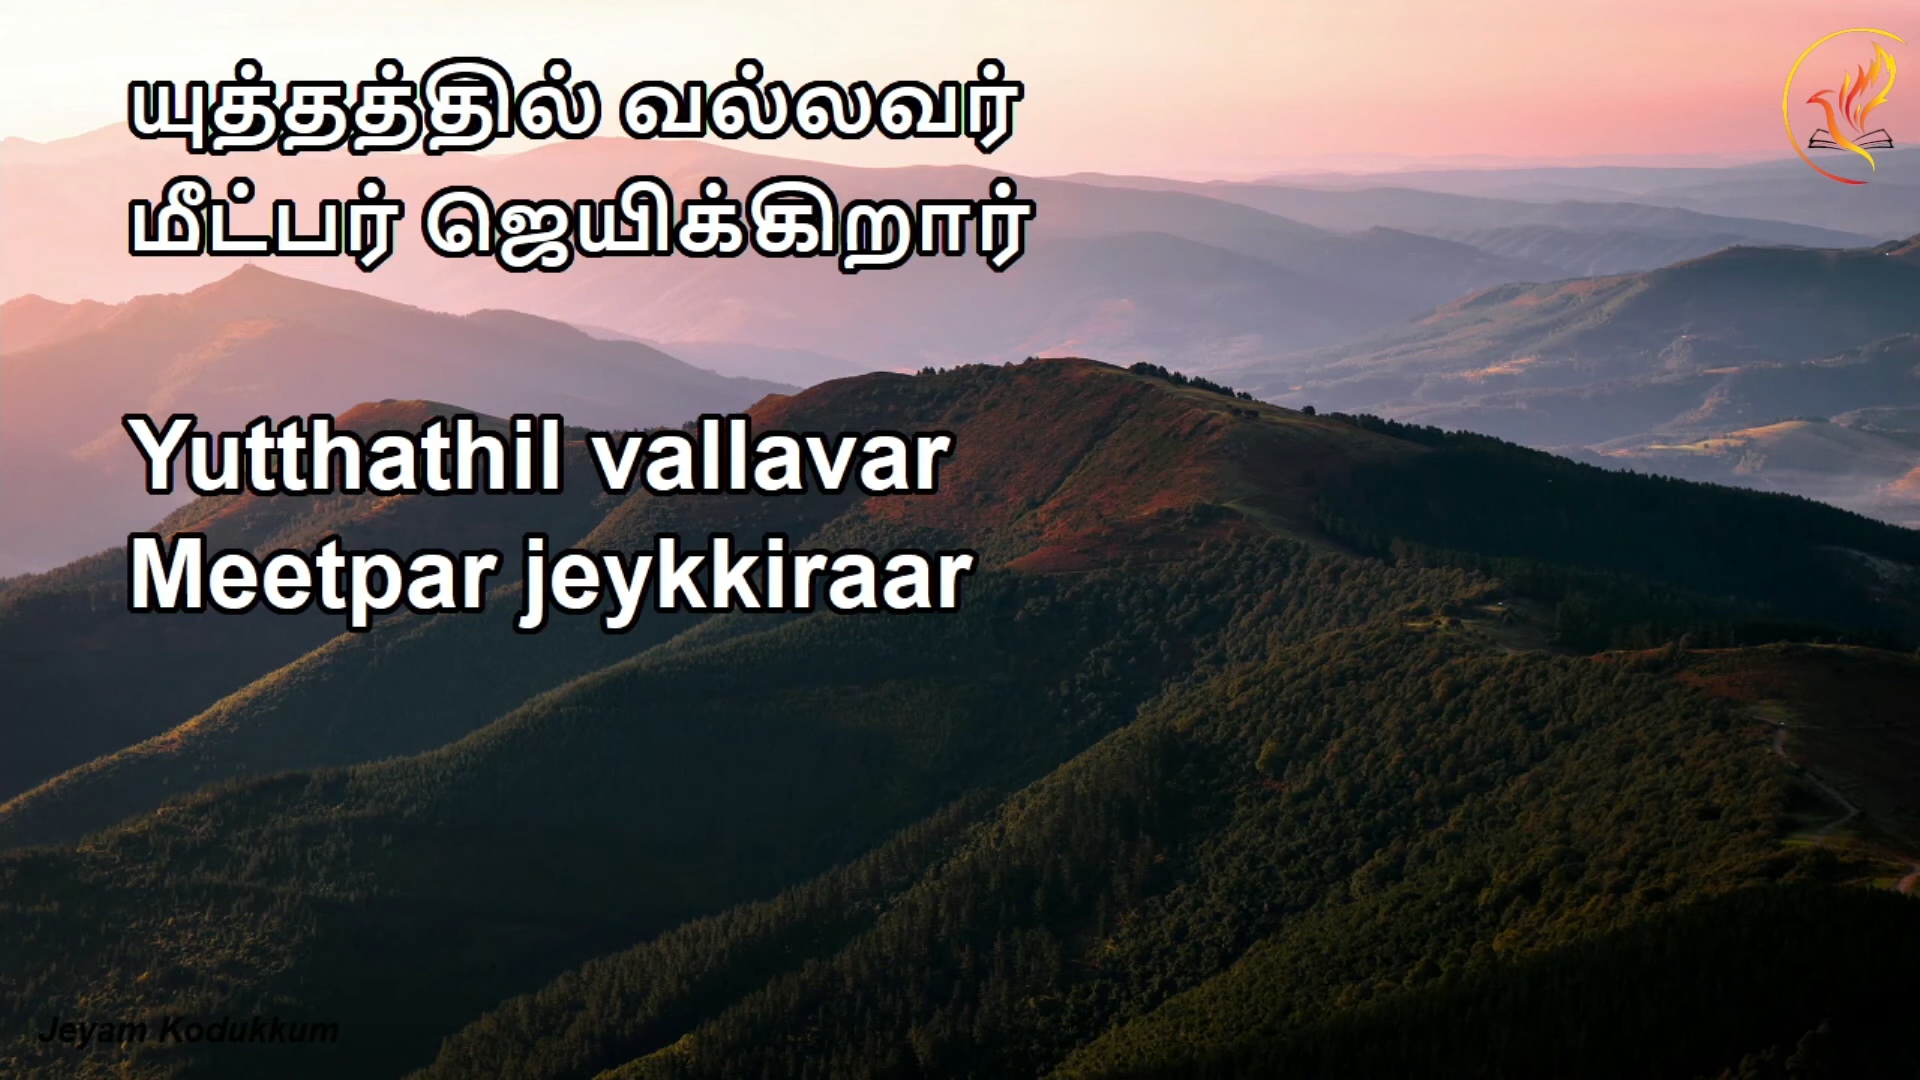 யுத்தத்தில் வல்லவர்
மீட்பர் ஜெயிக்கிறார்
Yutthathil vallavar
Meetpar jeykkiraar
Jeyam Kodukkum